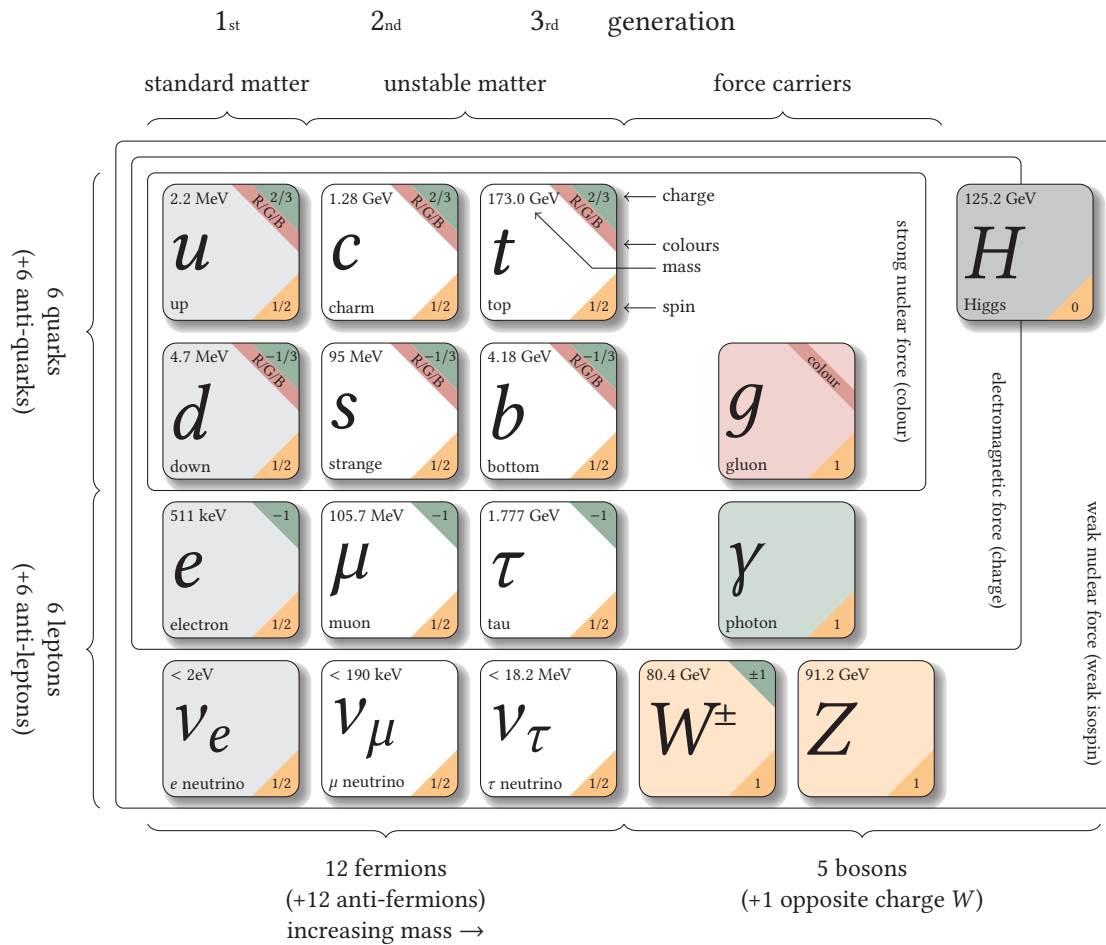 1st 2nd 3rd generation
standard matter unstable matter force carriers
6 quarks
(+6 anti-quarks)
6 leptons
(+6 anti-leptons)
2.2 MeV
2/3
R/G/B
u
up
1/2
1.28 GeV
2/3
R/G/B
c
charm
1/2
173.0 GeV
2/3
R/G/B
t
top
1/2
charge
colours
mass
spin
4.7 MeV
−1/3
R/G/B
d
down
1/2
95 MeV
−1/3
R/G/B
s
strange
1/2
4.18 GeV
−1/3
R/G/B
b
bottom
1/2
colour
g
gluon
1
strong nuclear force (colour)
125.2 GeV
H
Higgs
0
511 keV
−1
e
electron
1/2
105.7 MeV
−1
μ
muon
1/2
1.777 GeV
−1
τ
tau
1/2
γ
photon
1
electromagnetic force (charge)
< 2eV
νe
e neutrino
1/2
< 190 keV
νμ
μ neutrino
1/2
< 18.2 MeV
ντ
τ neutrino
1/2
80.4 GeV
±1
W±
1
91.2 GeV
Z
1
weak nuclear force (weak isospin)
12 fermions
(+12 anti-fermions)
increasing mass →
5 bosons
(+1 opposite charge W)